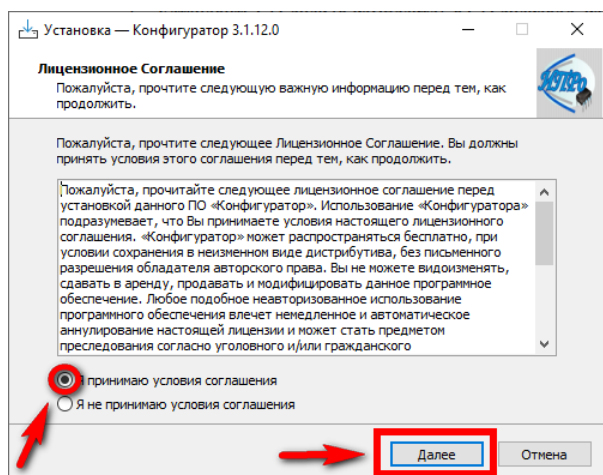 Установка — Конфигуратор 3.1.12.0
Лицензионное Соглашение
Пожалуйста, прочтите следующую важную информацию перед тем, как
продолжить.
Пожалуйста, прочтите следующее Лицензионное Соглашение. Вы должны
принять условия этого соглашения перед тем, как продолжить.
Пожалуйста, прочитайте следующее лицензионное соглашение перед
установкой данного ПО «Конфигуратор». Использование «Конфигуратора»
подразумевает, что Вы принимаете условия настоящего лицензионного
соглашения. «Конфигуратор» может распространяться бесплатно, при
условии сохранения в неизменном виде дистрибутива, без письменного
разрешения обладателя авторского права. Вы не можете видоизменять,
сдавать в аренду, продавать и модифицировать данное программное
обеспечение. Любое подобное неавторизованное использование
программного обеспечения влечет немедленное и автоматическое
аннулирование настоящей лицензии и может стать предметом
преследования согласно уголовного и/или гражданского
Я принимаю условия соглашения
Я не принимаю условия соглашения
Далее
Отмена